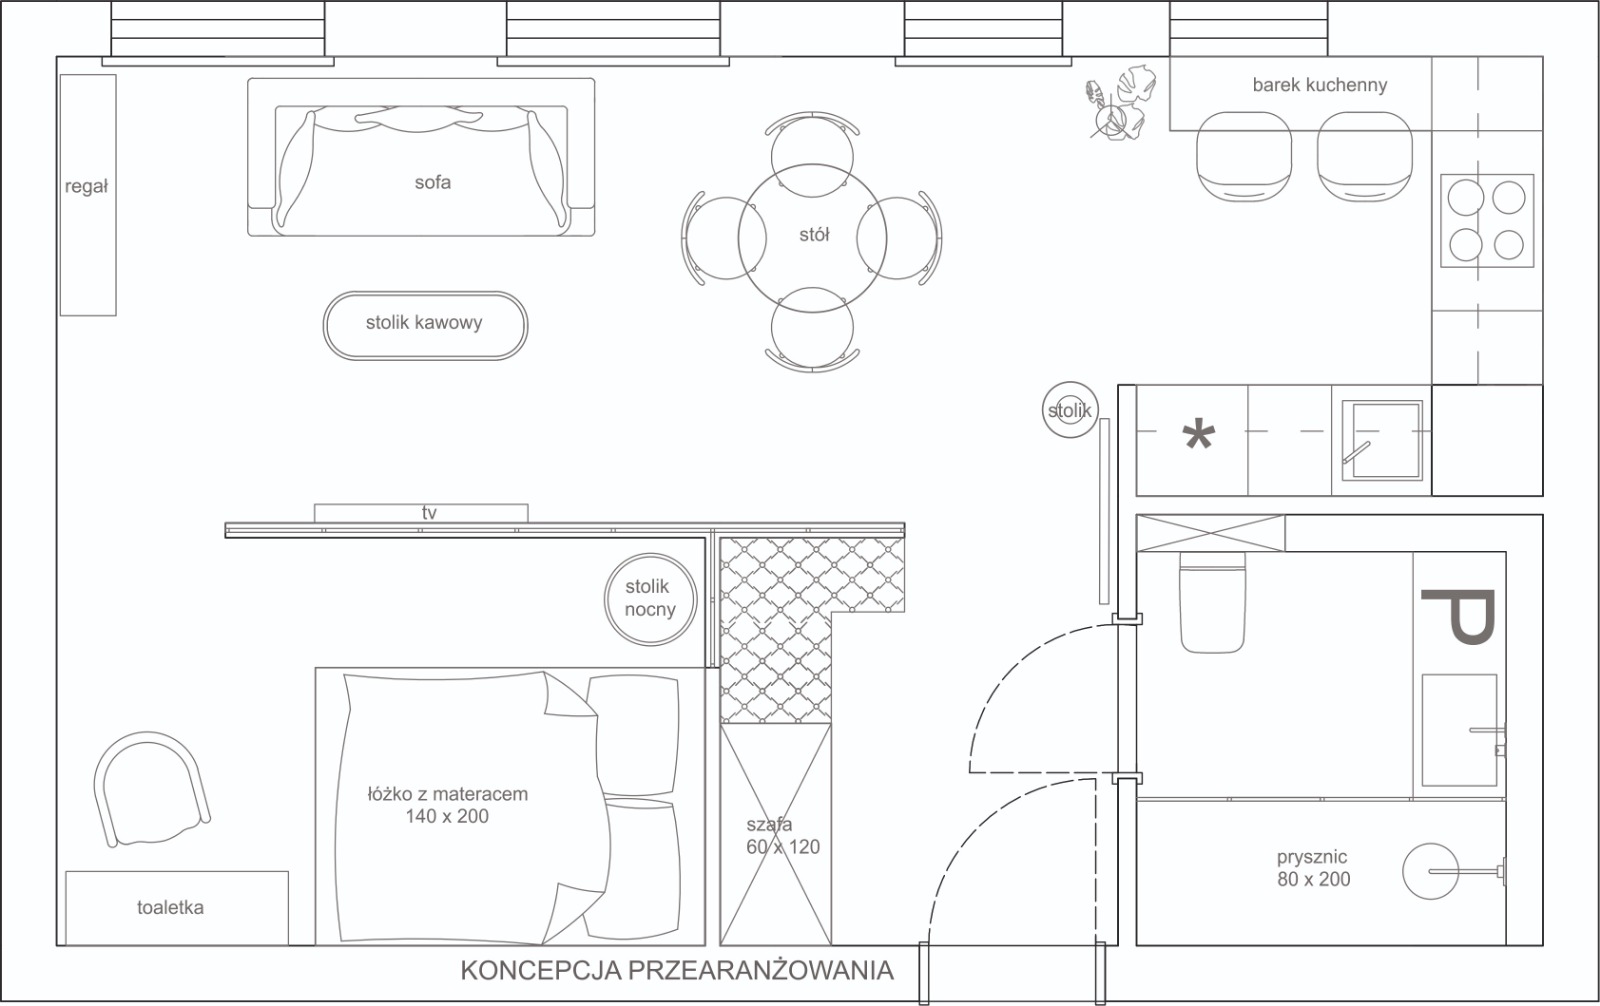 barek kuchenny
regał
sofa
stół
stolik kawowy
stolik
*
tv
stolik
nocny
P
łóżko z materacem
140 x 200
szafa
60 x 120
prysznic
80 x 200
toaletka
KONCEPCJA PRZEARANŻOWANIA